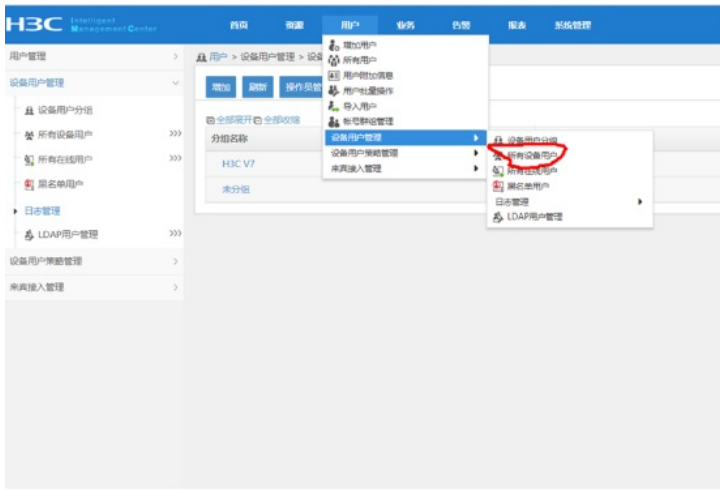 H3C Intelligent Management Center
首页 资源 用户 业务 告警 报表 系统管理
用户管理
设备用户管理
设备用户分组
所有设备用户 >>>
所有在线用户 >>>
黑名单用户
日志管理
LDAP用户管理 >>>
设备用户策略管理
来宾接入管理
用户 > 设备用户管理 > 设备
增加 刷新 操作员管
全部展开 全部收缩
分组名称
H3C V7
未分组
增加用户
所有用户
用户附加信息
用户批量操作
导入用户
帐号群组管理
设备用户管理
设备用户策略管理
来宾接入管理
设备用户分组
所有设备用户
所有在线用户
黑名单用户
日志管理
LDAP用户管理